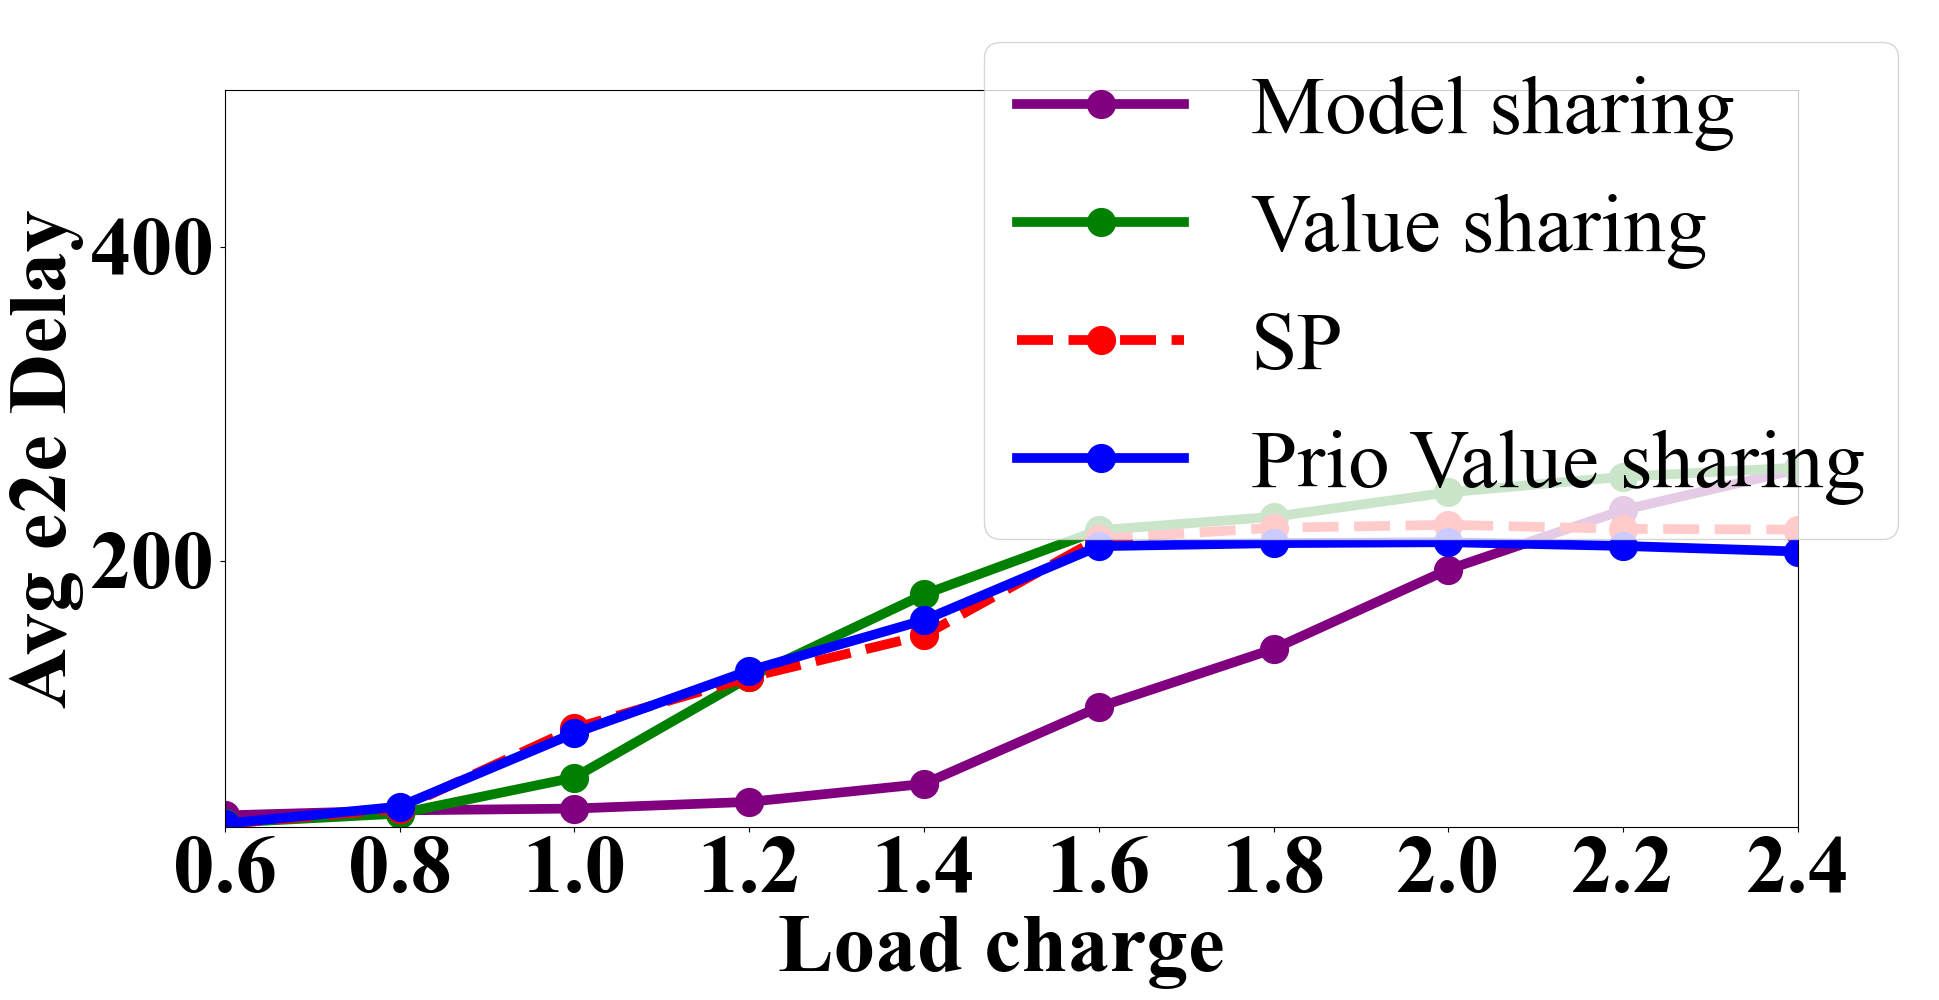 Model sharing
Value sharing
SP
Prio Value sharing
Avg e2e Delay
400
200
0.6 0.8 1.0 1.2 1.4 1.6 1.8 2.0 2.2 2.4
Load charge